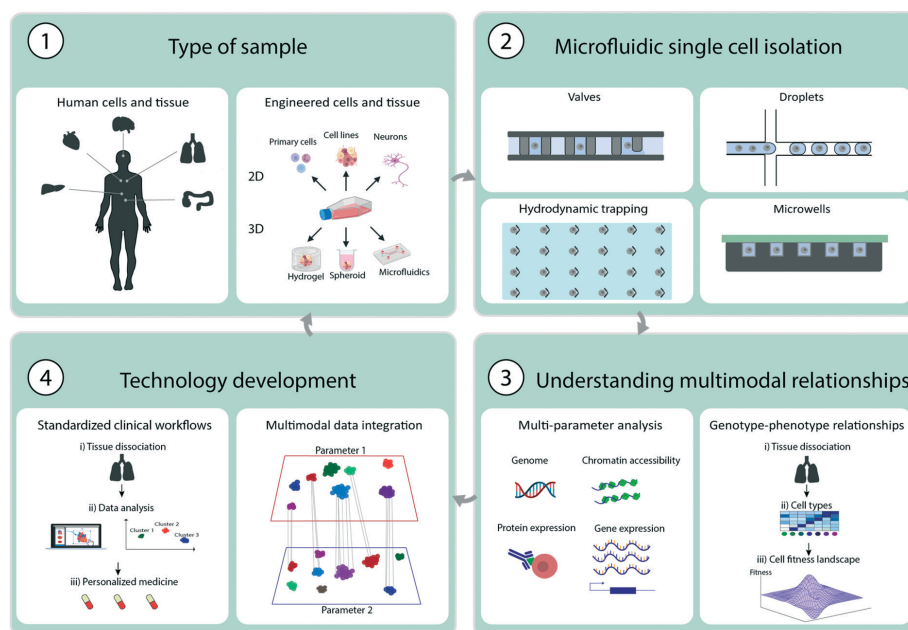 1
Type of sample
Human cells and tissue
Engineered cells and tissue
Primary cells
Cell lines
Neurons
2D
3D
Hydrogel
Spheroid
Microfluidics
2
Microfluidic single cell isolation
Valves
Droplets
Hydrodynamic trapping
Microwells
4
Technology development
Standardized clinical workflows
i) Tissue dissociation
ii) Data analysis
Cluster 1
Cluster 2
Cluster 3
iii) Personalized medicine
Multimodal data integration
Parameter 1
Parameter 2
3
Understanding multimodal relationships
Multi-parameter analysis
Genome
Chromatin accessibility
Protein expression
Gene expression
Genotype-phenotype relationships
i) Tissue dissociation
ii) Cell types
iii) Cell fitness landscape
Fitness